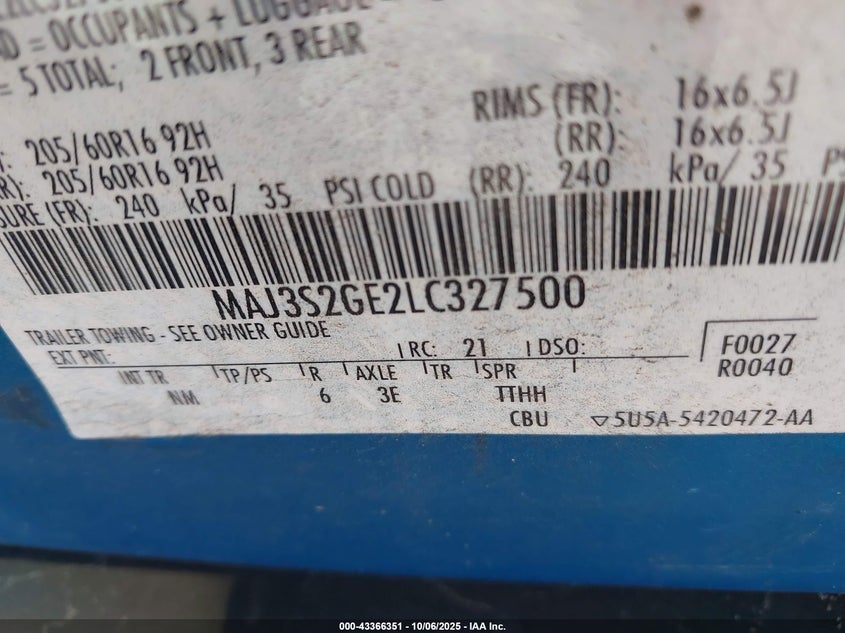 = OCCUPANTS + LUGGAGE
= 5 TOTAL; 2 FRONT, 3 REAR
205/60R16 92H RIMS (FR): 16x6.5J
205/60R16 92H (RR): 16x6.5J
(FR): 240 kPa/ 35 PSI COLD (RR): 240 kPa/ 35
MAJ3S2GE2LC327500
TRAILER TOWING - SEE OWNER GUIDE
EXT PNT: RC: 21 DSO: F0027
INT TR TP/PS R AXLE TR SPR R0040
NM 6 3E TTHH
CBU 5U5A-5420472-AA
000-43366351 - 10/06/2025 - IAA Inc.